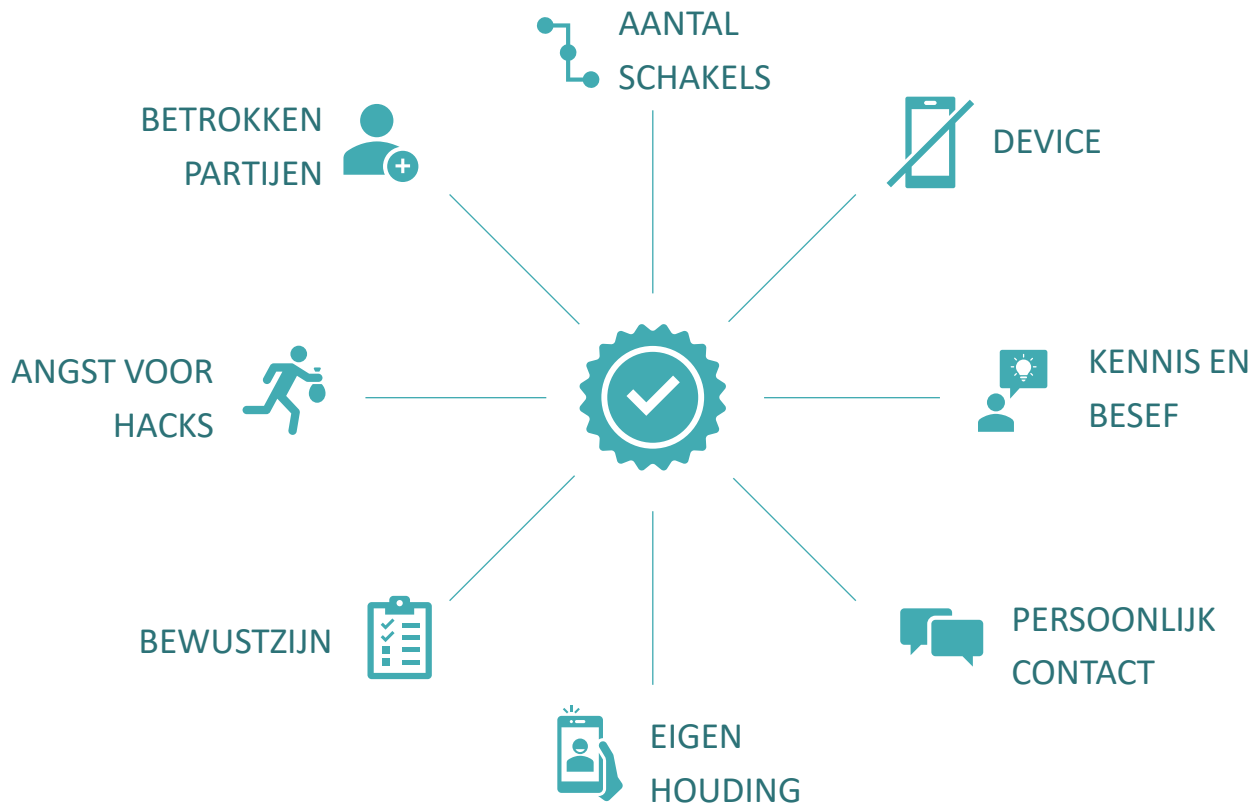 AANTAL
SCHAKELS
DEVICE
KENNIS EN
BESEF
PERSOONLIJK
CONTACT
EIGEN
HOUDING
BEWUSTZIJN
ANGST VOOR
HACKS
BETROKKEN
PARTIJEN